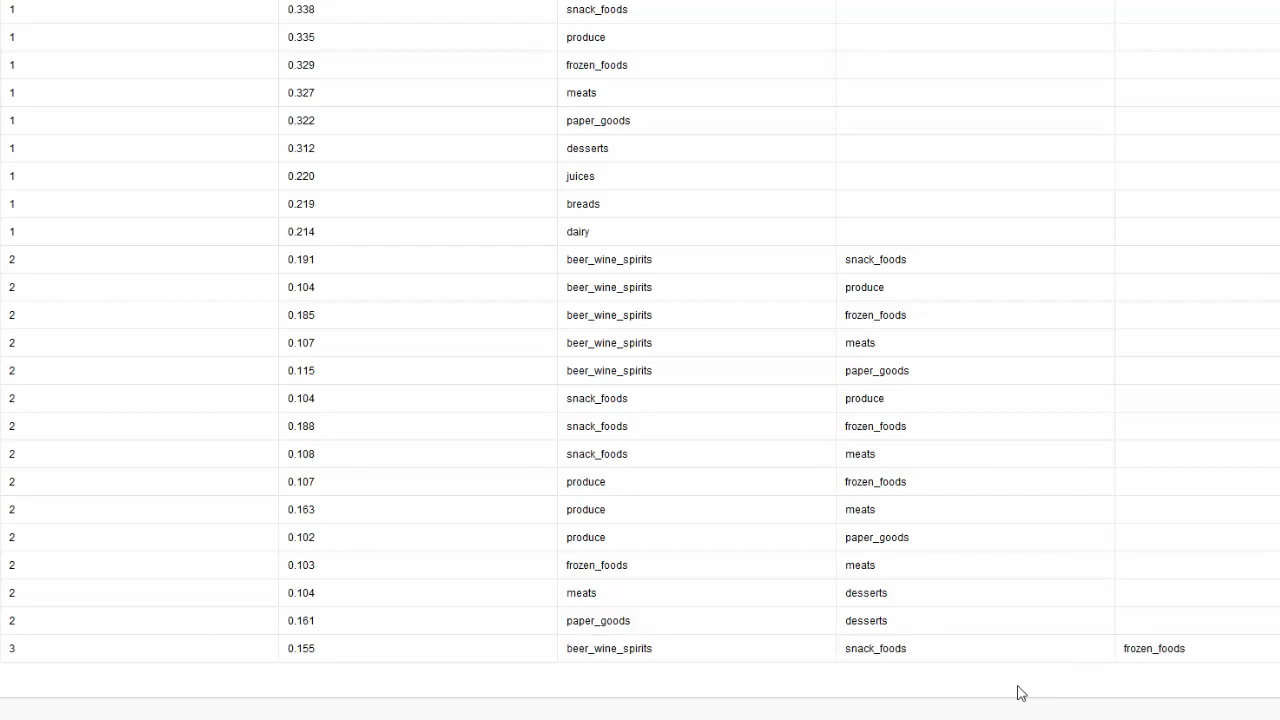 1 0.338 snack_foods
1 0.335 produce
1 0.329 frozen_foods
1 0.327 meats
1 0.322 paper_goods
1 0.312 desserts
1 0.220 juices
1 0.219 breads
1 0.214 dairy
2 0.191 beer_wine_spirits snack_foods
2 0.104 beer_wine_spirits produce
2 0.185 beer_wine_spirits frozen_foods
2 0.107 beer_wine_spirits meats
2 0.115 beer_wine_spirits paper_goods
2 0.104 snack_foods produce
2 0.188 snack_foods frozen_foods
2 0.108 snack_foods meats
2 0.107 produce frozen_foods
2 0.163 produce meats
2 0.102 produce paper_goods
2 0.103 frozen_foods meats
2 0.104 meats desserts
2 0.161 paper_goods desserts
3 0.155 beer_wine_spirits snack_foods frozen_foods